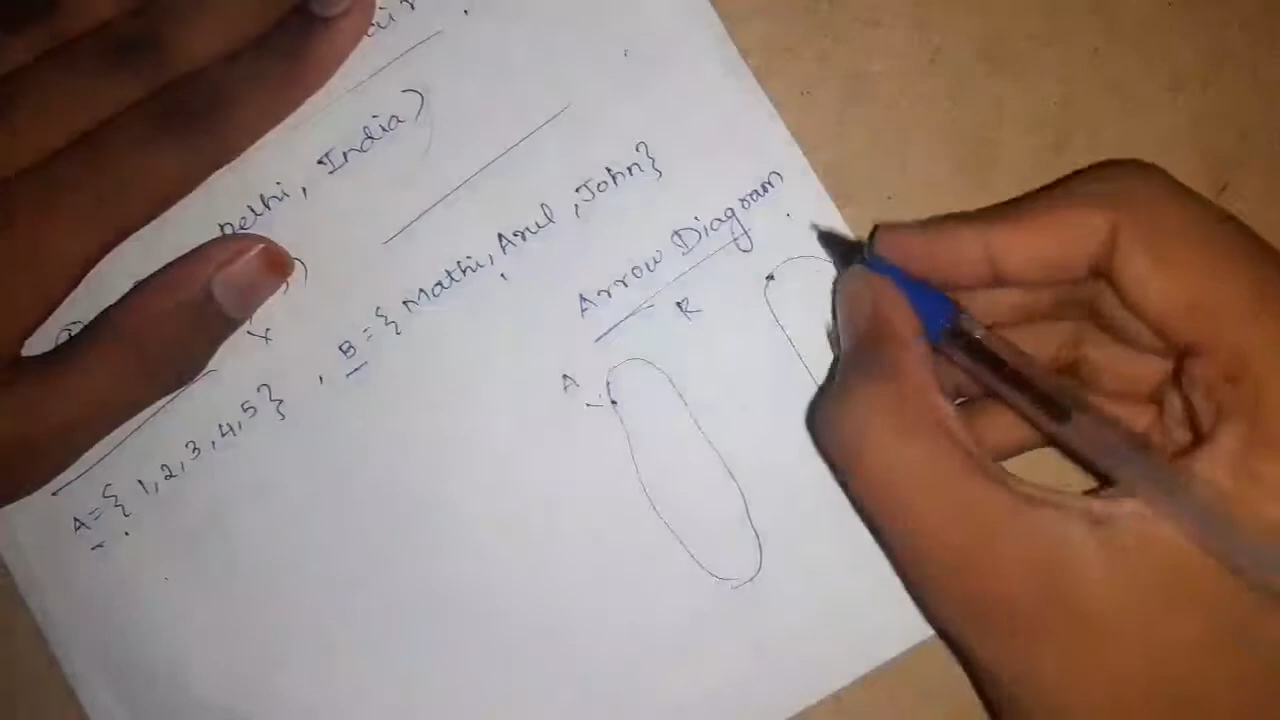 Delhi, India)
A = { 1, 2, 3, 4, 5 } , B = { Mathi, Arul , John }
Arrow Diagram
R
A